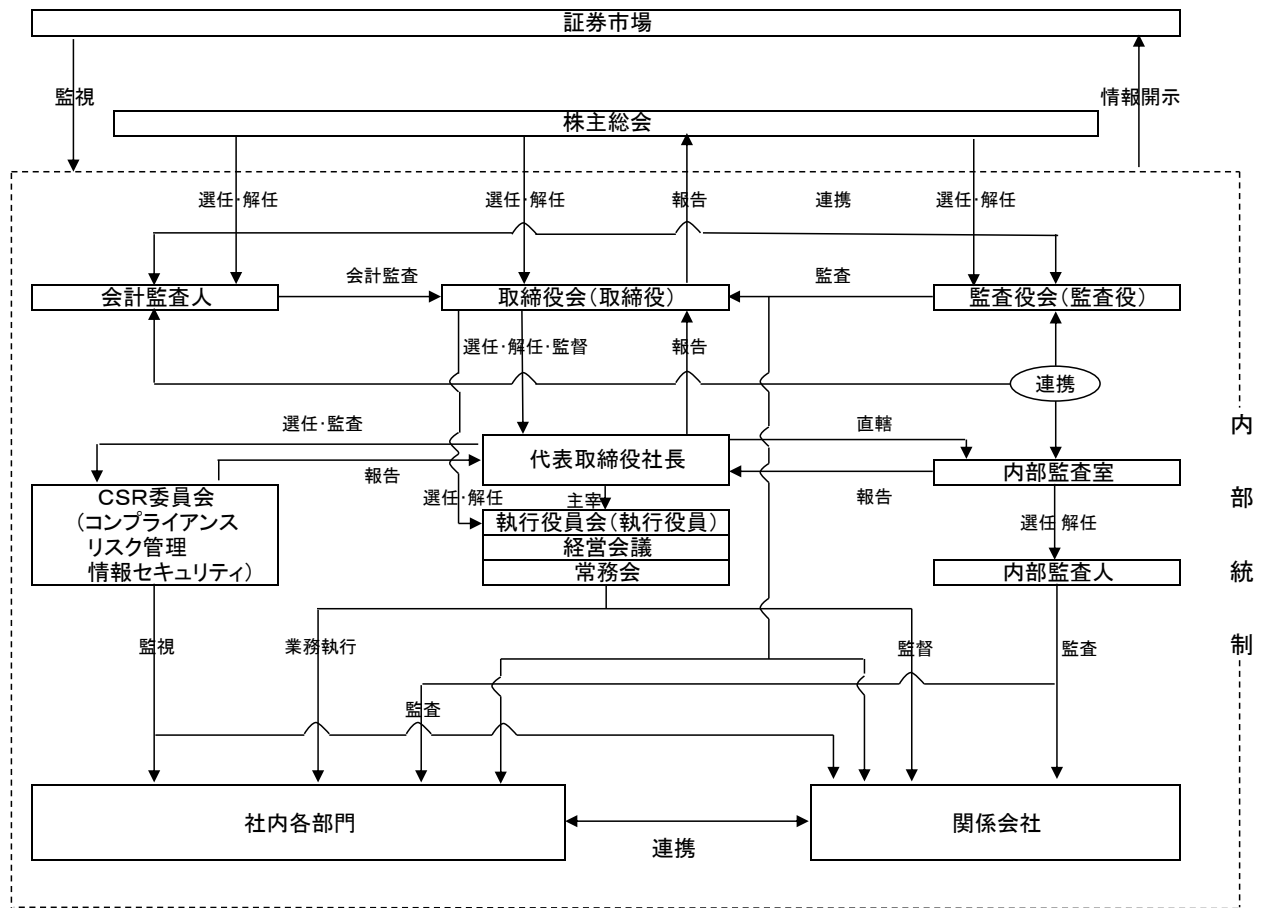 証券市場
監視
情報開示
株主総会
選任・解任
選任・解任
報告
連携
選任・解任
会計監査
監査
会計監査人
取締役会(取締役)
監査役会(監査役)
選任・解任・監督
報告
連携
選任・監査
直轄
内
代表取締役社長
報告
内部監査室
報告
CSR委員会
(コンプライアンス
リスク管理
情報セキュリティ)
選任・解任
主宰
部
執行役員会(執行役員)
経営会議
常務会
選任 解任
内部監査人
統
監視
業務執行
監督
監査
制
監査
社内各部門
関係会社
連携